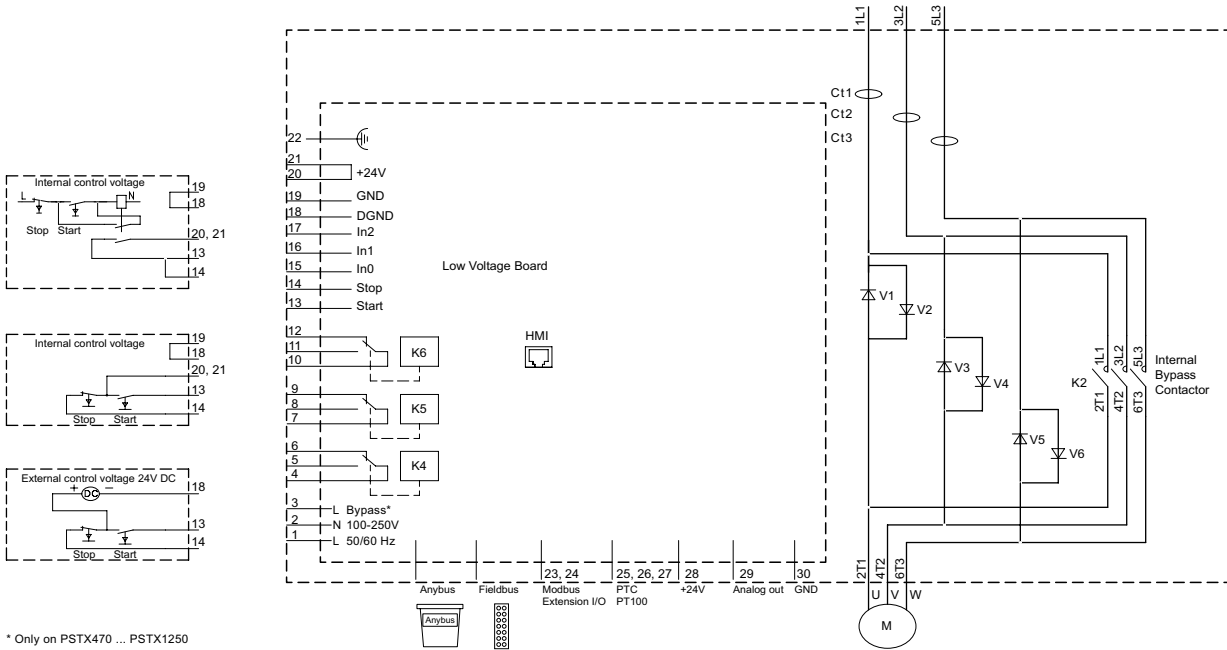 1L1
3L2
5L3
Ct1
Ct2
Ct3
22
21
20 +24V
19 GND
18 DGND
17 In2
16 In1
15 In0
14 Stop
13 Start
Low Voltage Board
HMI
12
11
10
K6
9
8
7
K5
6
5
4
K4
3 L Bypass*
2 N 100-250V
1 L 50/60 Hz
Internal control voltage
L N
Stop Start
19
18
20, 21
13
14
Internal control voltage
19
18
20, 21
13
14
Stop Start
External control voltage 24V DC
+ DC −
18
13
14
Stop Start
V1
V2
V3
V4
V5
V6
K2
1L1
3L2
5L3
2T1
4T2
6T3
Internal
Bypass
Contactor
Anybus
Fieldbus
23, 24
Modbus
Extension I/O
25, 26, 27
PTC
PT100
28
+24V
29
Analog out
30
GND
Anybus
2T1
4T2
6T3
U V W
M
* Only on PSTX470 ... PSTX1250